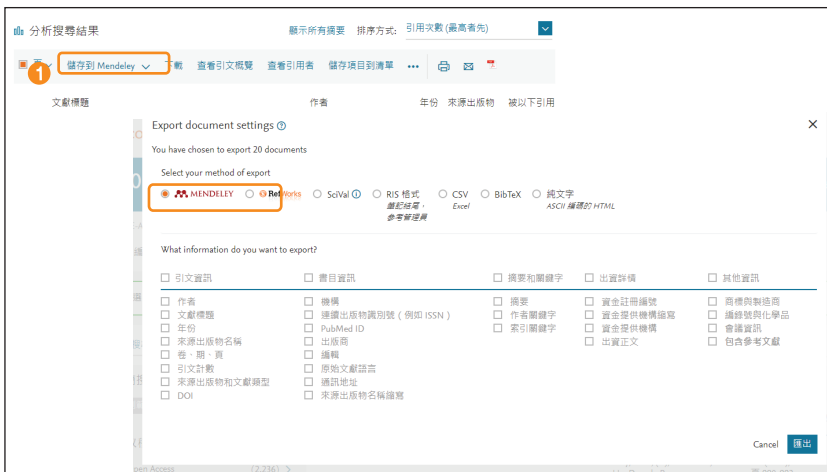 分析搜尋結果 顯示所有摘要 排序方式: 引用次數 (最高者先)
1 儲存到 Mendeley 下載 查看引文概覽 查看引用者 儲存項目到清單 •••
文獻標題 作者 年份 來源出版物 被以下引用
Export document settings
You have chosen to export 20 documents
Select your method of export
MENDELEY RefWorks SciVal RIS 格式 CSV BibTeX 純文字
書記結尾, Excel ASCII 編碼的 HTML
參考管理員
What information do you want to export?
引文資訊 書目資訊 摘要和關鍵字 出資詳情 其他資訊
作者 機構 摘要 資金註冊編號 商標與製造商
文獻標題 連續出版物識別號 ( 例如 ISSN ) 作者關鍵字 資金提供機構縮寫 編錄號與化學品
年份 PubMed ID 索引關鍵字 資金提供機構 會議資訊
來源出版物名稱 出版商 出資正文 包含參考文獻
卷、期、頁 編輯
引文計數 原始文獻語言
來源出版物和文獻類型 通訊地址
DOI 來源出版物名稱縮寫
Cancel 匯出
pen Access (2,236) >